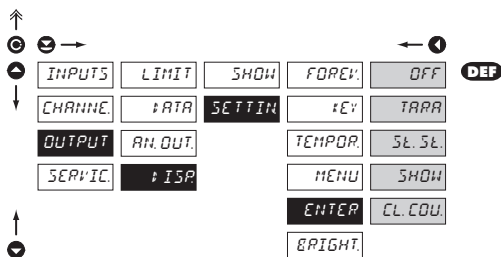 INPUTS LIMIT SHOW FOREV. OFF DEF
CHANNE. DATA SETTIN. KEY TARA
OUTPUT AN. OUT. TEMPOR. St. St.
SERVIC. DISP. MENU SHOW
ENTER CL. COU.
BRIGHT.